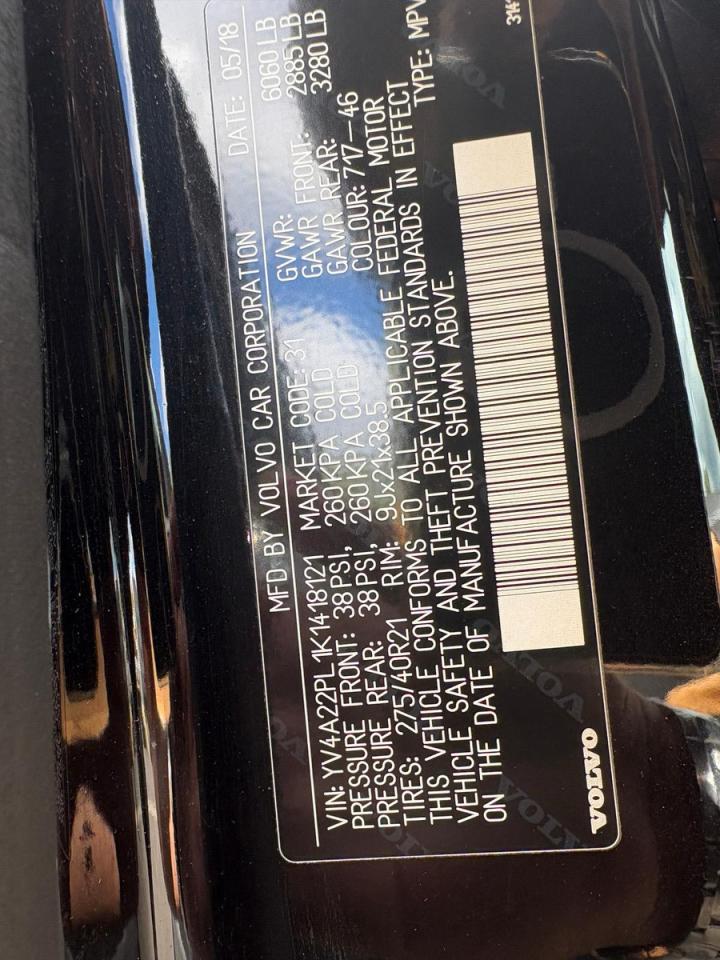 MFD BY VOLVO CAR CORPORATION DATE: 05/18
VIN: YV4A22PL1K1418121 MARKET CODE: 31 GVWR: 6060 LB
PRESSURE FRONT: 38 PSI, 260 KPA COLD GAWR FRONT: 2885 LB
PRESSURE REAR: 38 PSI, 260 KPA COLD GAWR REAR: 3280 LB
TIRES: 275/40R21 RIM: 9Jx21x38.5 COLOUR: 717-46
THIS VEHICLE CONFORMS TO ALL APPLICABLE FEDERAL MOTOR
VEHICLE SAFETY AND THEFT PREVENTION STANDARDS IN EFFECT
ON THE DATE OF MANUFACTURE SHOWN ABOVE. TYPE: MPV
VOLVO